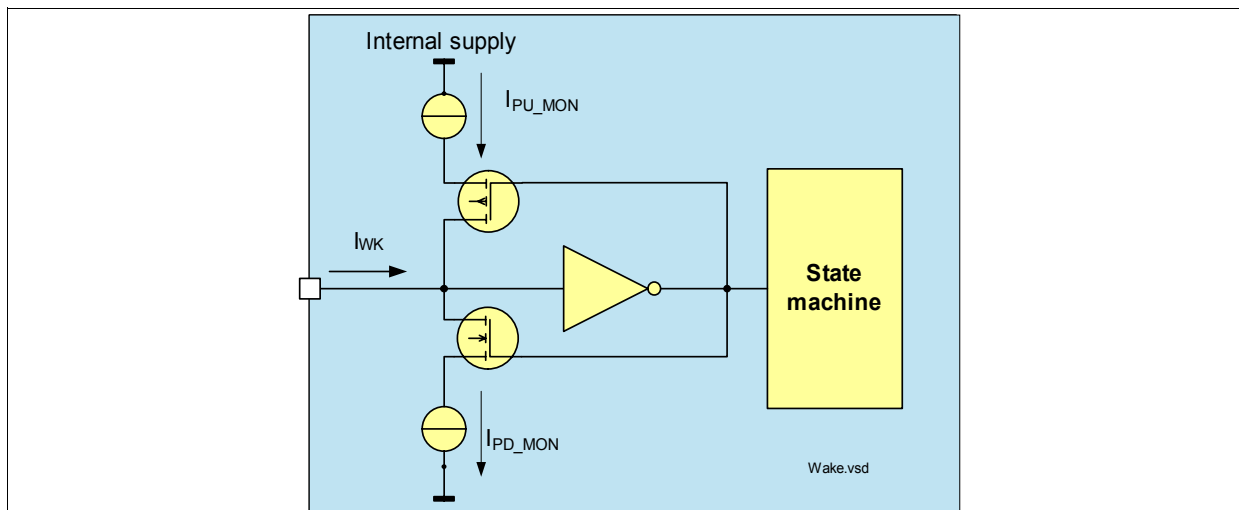 Internal supply
IPU_MON
IWK
State
machine
IPD_MON
Wake.vsd